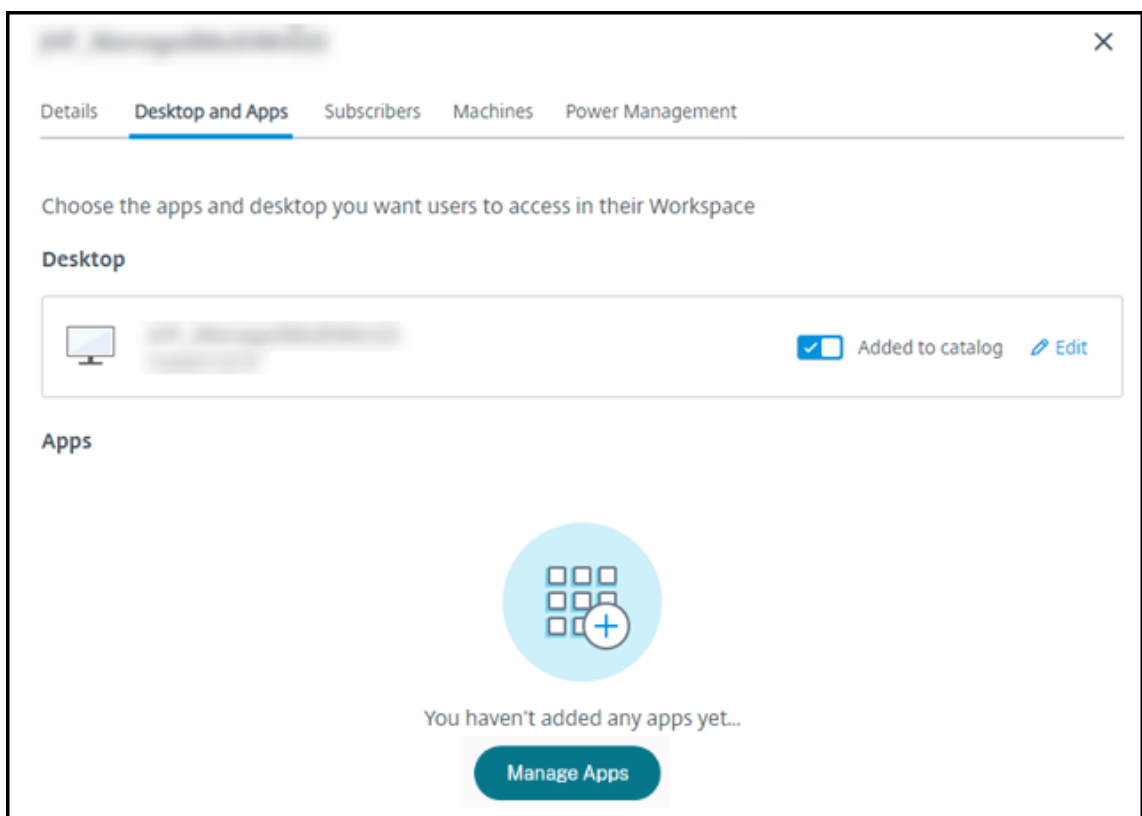 Details Desktop and Apps Subscribers Machines Power Management
Choose the apps and desktop you want users to access in their Workspace
Desktop
Added to catalog Edit
Apps
You haven't added any apps yet...
Manage Apps